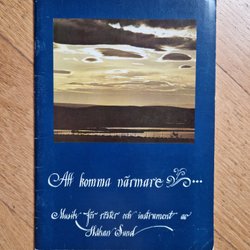 Att komma närmare ...
Musik för röster och instrument av
Håkan Sund